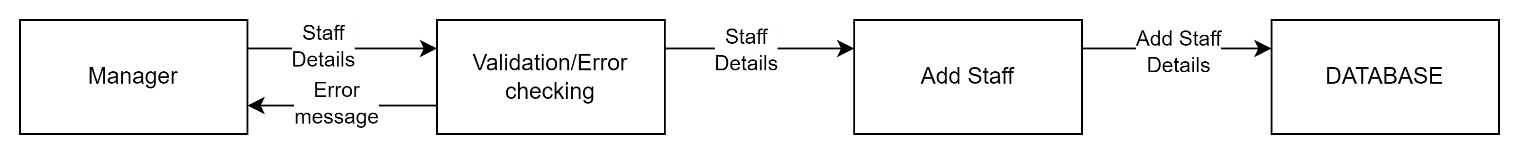 Manager
Staff
Details
Error
message
Validation/Error
checking
Staff
Details
Add Staff
Add Staff
Details
DATABASE